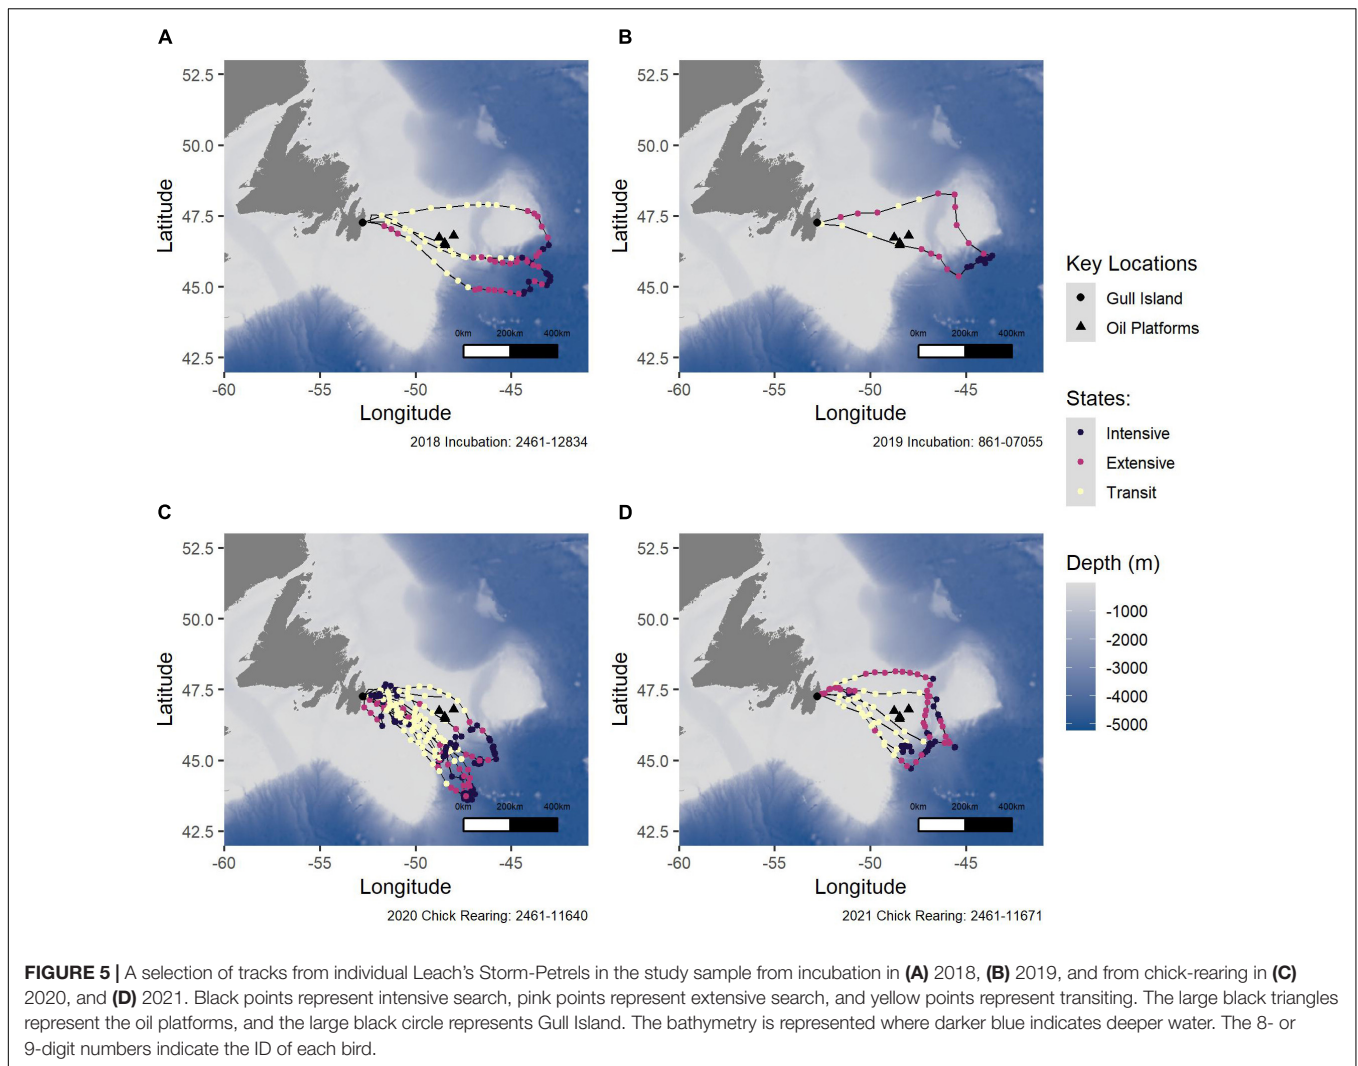 A
B
52.5
50.0
47.5
45.0
42.5
Latitude
0km 200km 400km
-60 -55 -50 -45
Longitude
2018 Incubation: 2461-12834
52.5
50.0
47.5
45.0
42.5
Latitude
0km 200km 400km
-60 -55 -50 -45
Longitude
2019 Incubation: 861-07055
Key Locations
Gull Island
Oil Platforms
States:
Intensive
Extensive
Transit
Depth (m)
-1000
-2000
-3000
-4000
-5000
C
D
52.5
50.0
47.5
45.0
42.5
Latitude
0km 200km 400km
-60 -55 -50 -45
Longitude
2020 Chick Rearing: 2461-11640
52.5
50.0
47.5
45.0
42.5
Latitude
0km 200km 400km
-60 -55 -50 -45
Longitude
2021 Chick Rearing: 2461-11671
FIGURE 5 | A selection of tracks from individual Leach's Storm-Petrels in the study sample from incubation in (A) 2018, (B) 2019, and from chick-rearing in (C)
2020, and (D) 2021. Black points represent intensive search, pink points represent extensive search, and yellow points represent transiting. The large black triangles
represent the oil platforms, and the large black circle represents Gull Island. The bathymetry is represented where darker blue indicates deeper water. The 8- or
9-digit numbers indicate the ID of each bird.